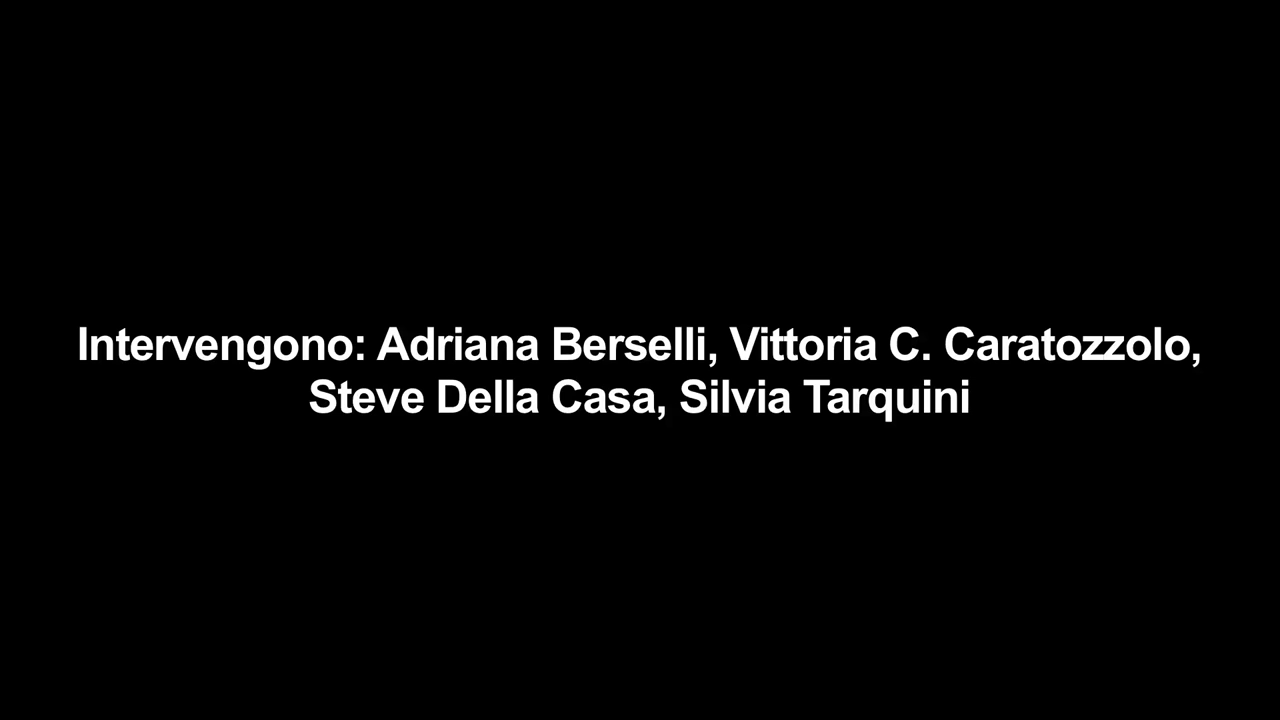 Intervengono: Adriana Berselli, Vittoria C. Caratozzolo,
Steve Della Casa, Silvia Tarquini